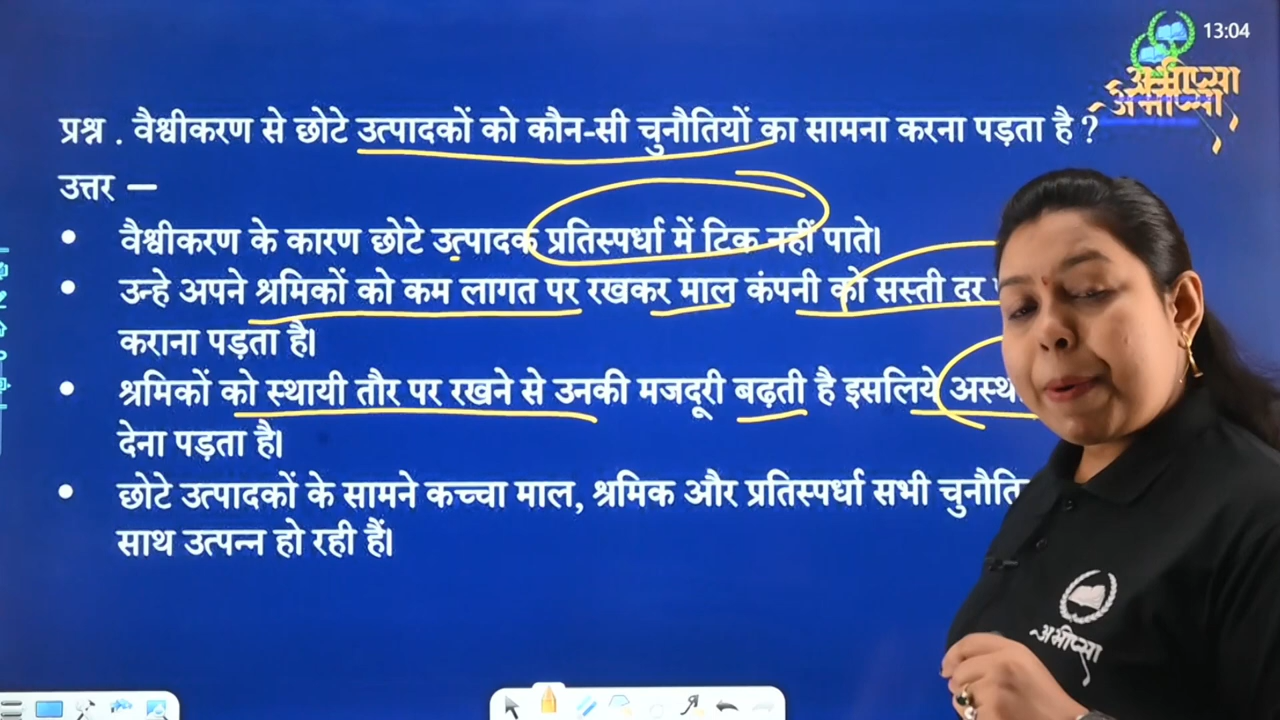 13:04
अभीप्सा
अभीप्सा
प्रश्न . वैश्वीकरण से छोटे उत्पादकों को कौन-सी चुनौतियों का सामना करना पड़ता है ?
उत्तर —
• वैश्वीकरण के कारण छोटे उत्पादक प्रतिस्पर्धा में टिक नहीं पाते।
• उन्हे अपने श्रमिकों को कम लागत पर रखकर माल कंपनी को सस्ती दर
कराना पड़ता है।
• श्रमिकों को स्थायी तौर पर रखने से उनकी मजदूरी बढ़ती है इसलिये
देना पड़ता है।
• छोटे उत्पादकों के सामने कच्चा माल, श्रमिक और प्रतिस्पर्धा सभी
साथ उत्पन्न हो रही हैं।
अभीप्सा